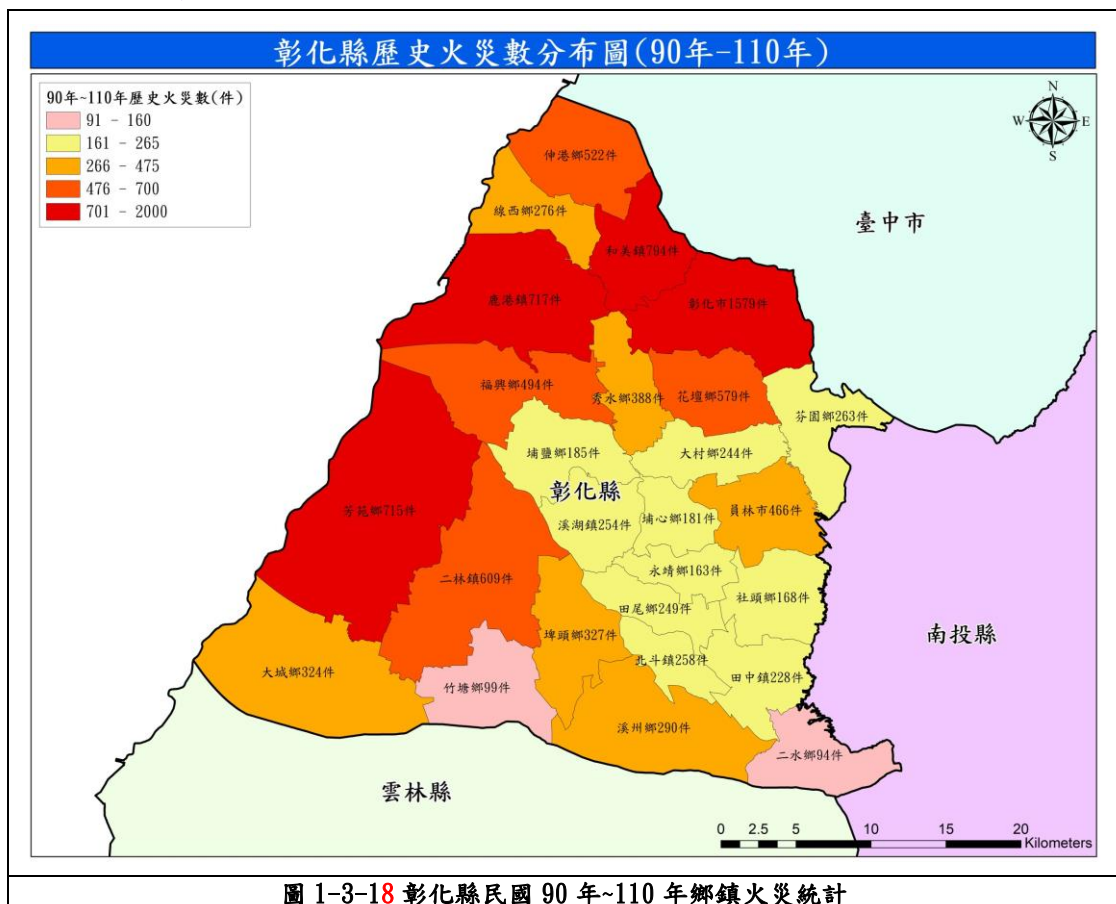 彰化縣歷史火災數分布圖(90年-110年)
90年~110年歷史火災數(件)
91 - 160
161 - 265
266 - 475
476 - 700
701 - 2000
N
W
E
S
伸港鄉522件
線西鄉276件
和美鎮794件
臺中市
鹿港鎮717件
彰化市1579件
福興鄉494件
秀水鄉388件
花壇鄉579件
芬園鄉263件
埔鹽鄉185件
大村鄉244件
彰化縣
芳苑鄉715件
溪湖鎮254件
埔心鄉181件
員林市466件
二林鎮609件
永靖鄉163件
田尾鄉249件
社頭鄉168件
埤頭鄉327件
南投縣
大城鄉324件
竹塘鄉99件
北斗鎮258件
田中鎮228件
溪州鄉290件
二水鄉94件
雲林縣
0 2.5 5 10 15 20
Kilometers
圖 1-3-18 彰化縣民國 90 年~110 年鄉鎮火災統計